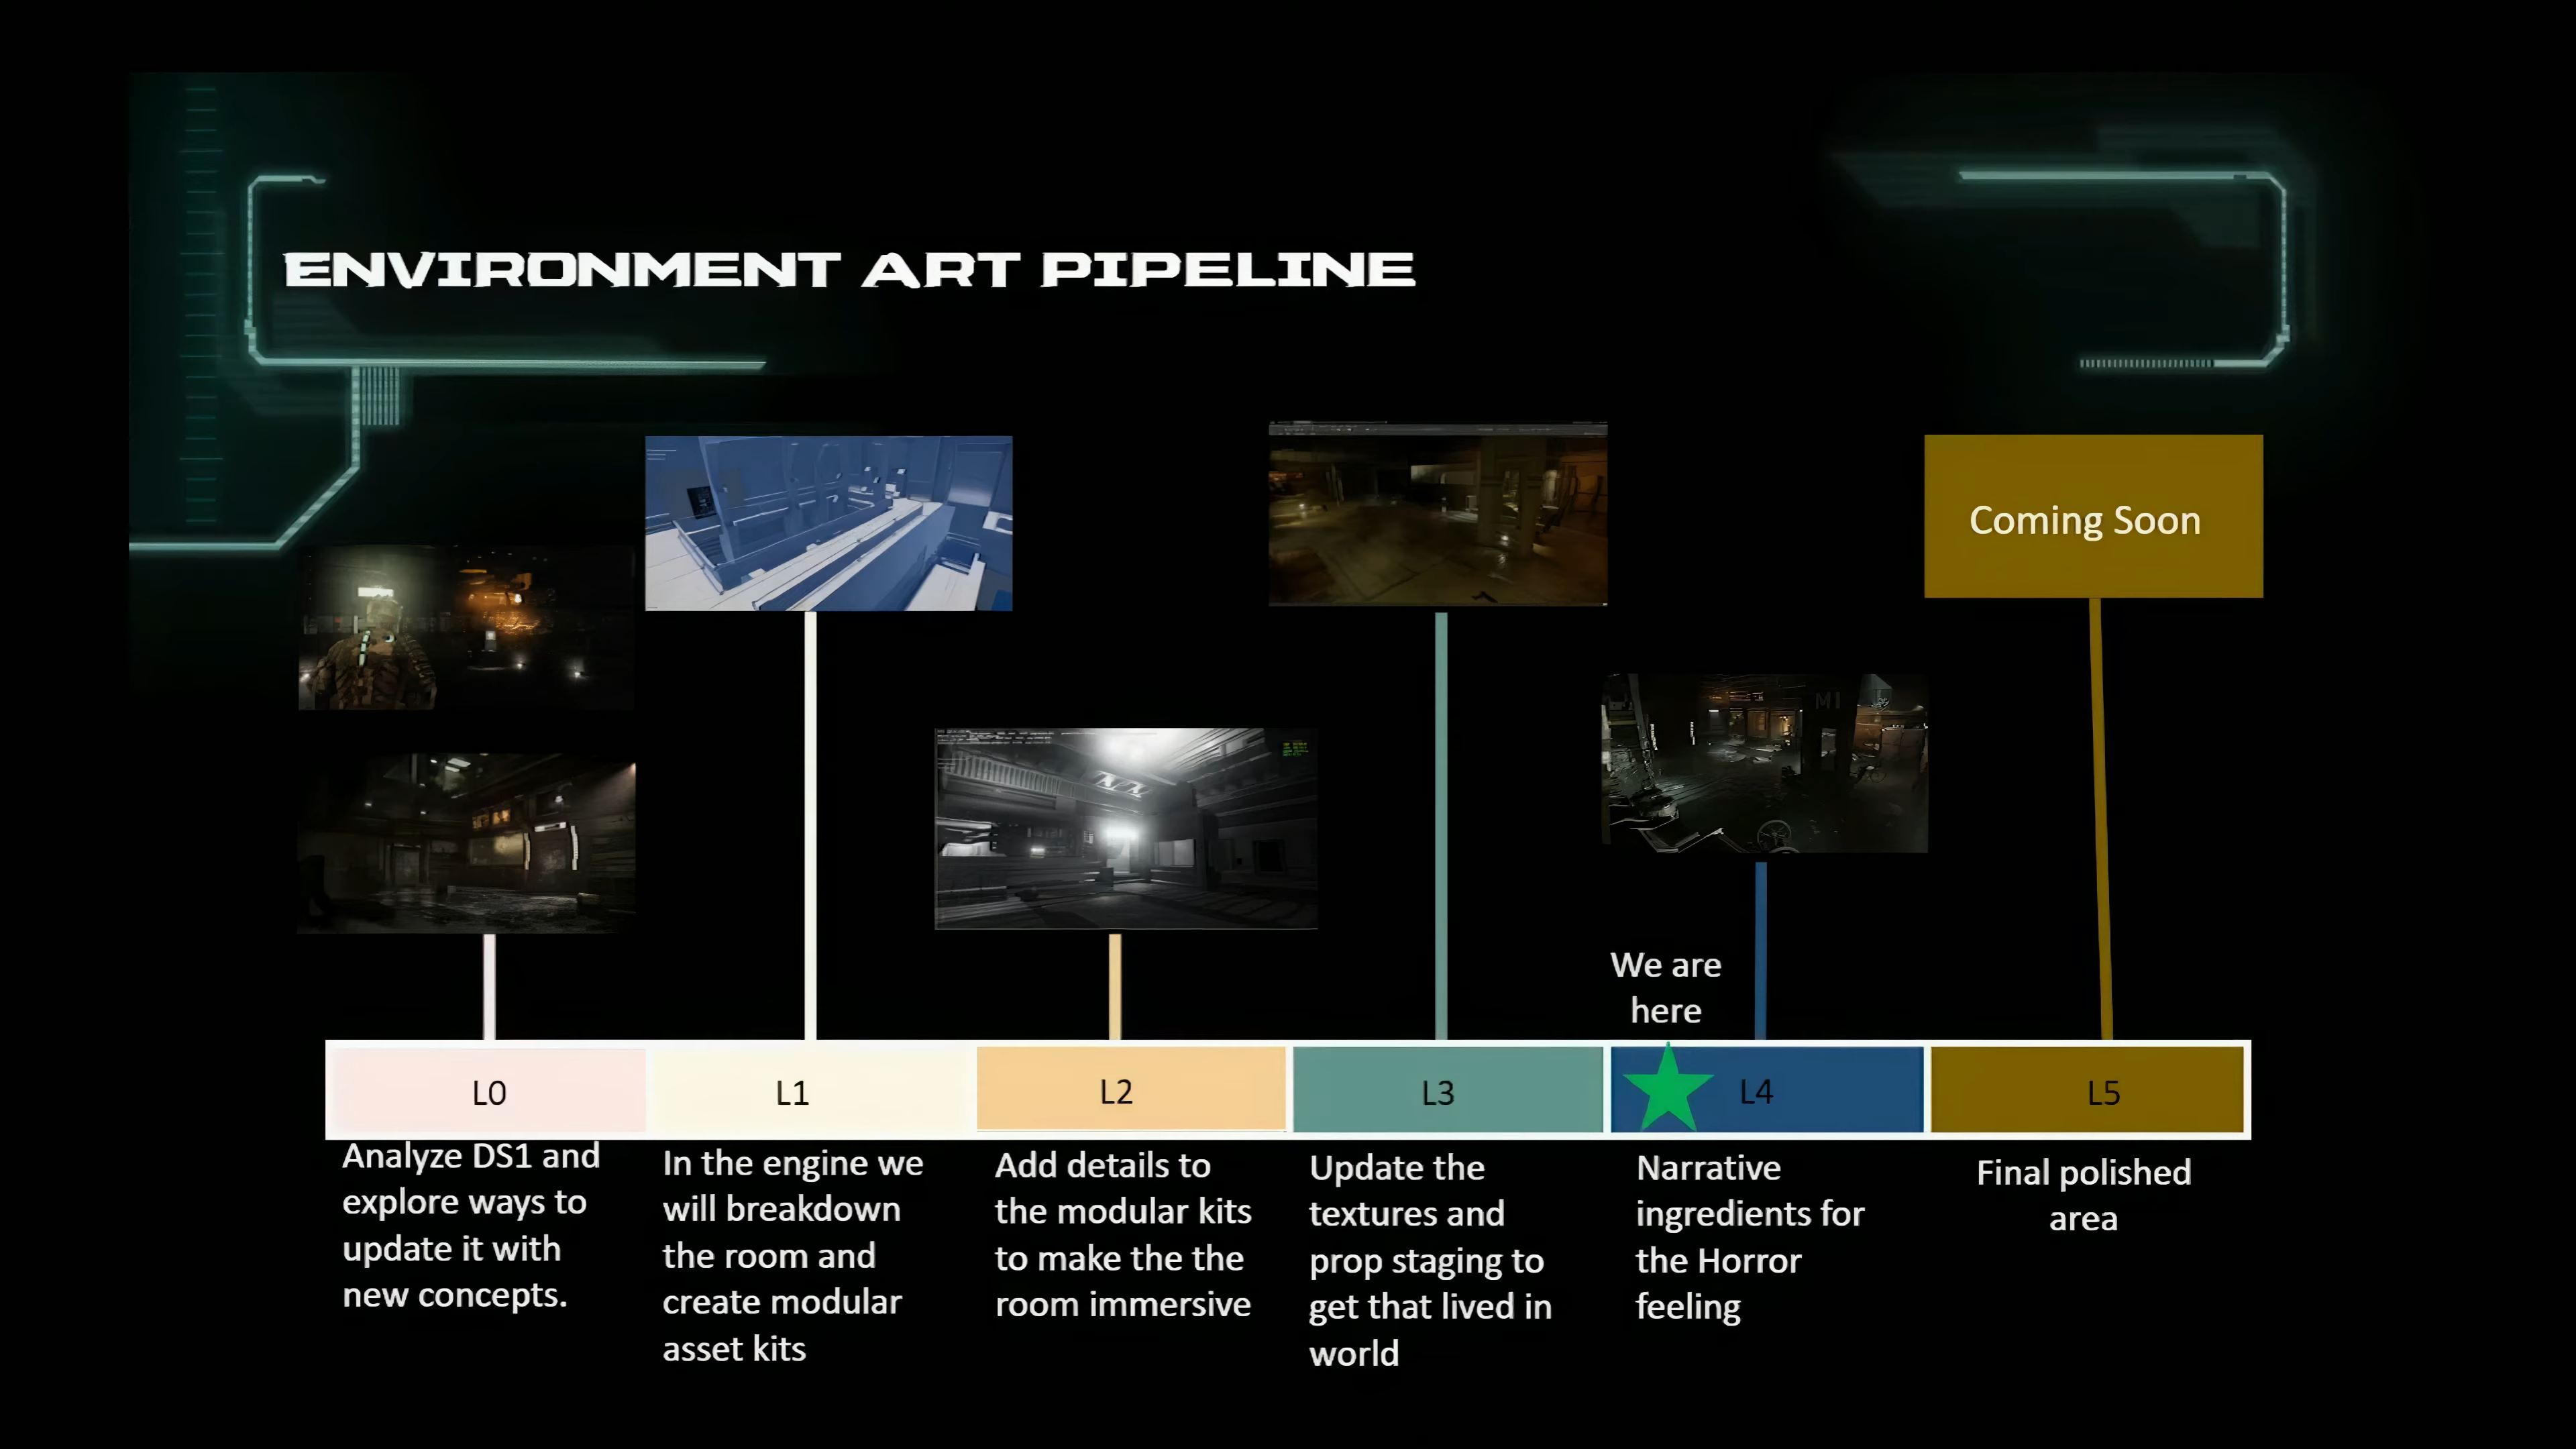 ENVIRONMENT ART PIPELINE
Coming Soon
MI
We are
here
L0
L1
L2
L3
L4
L5
Analyze DS1 and
explore ways to
update it with
new concepts.
In the engine we
will breakdown
the room and
create modular
asset kits
Add details to
the modular kits
to make the the
room immersive
Update the
textures and
prop staging to
get that lived in
world
Narrative
ingredients for
the Horror
feeling
Final polished
area